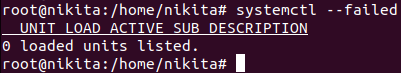 root@nikita:/home/nikita# systemctl --failed
UNIT LOAD ACTIVE SUB DESCRIPTION
0 loaded units listed.
root@nikita:/home/nikita#